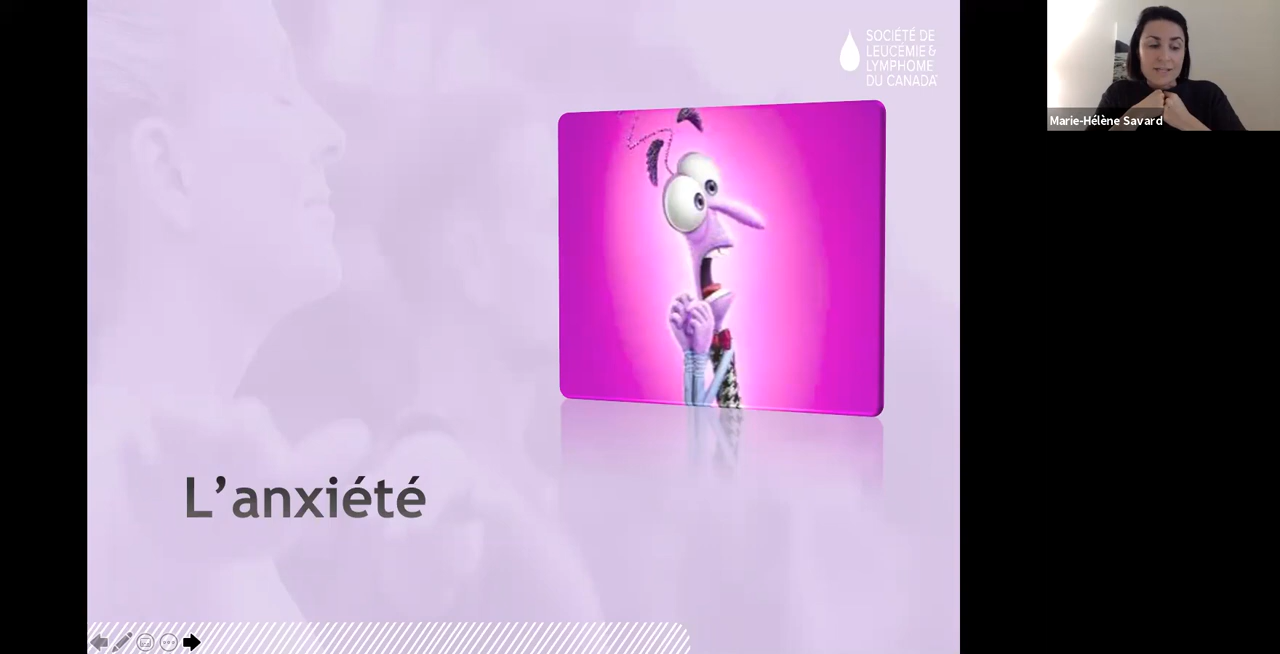 SOCIÉTÉ DE
LEUCÉMIE &
LYMPHOME
DU CANADA
Marie-Hélène Savard
L'anxiété